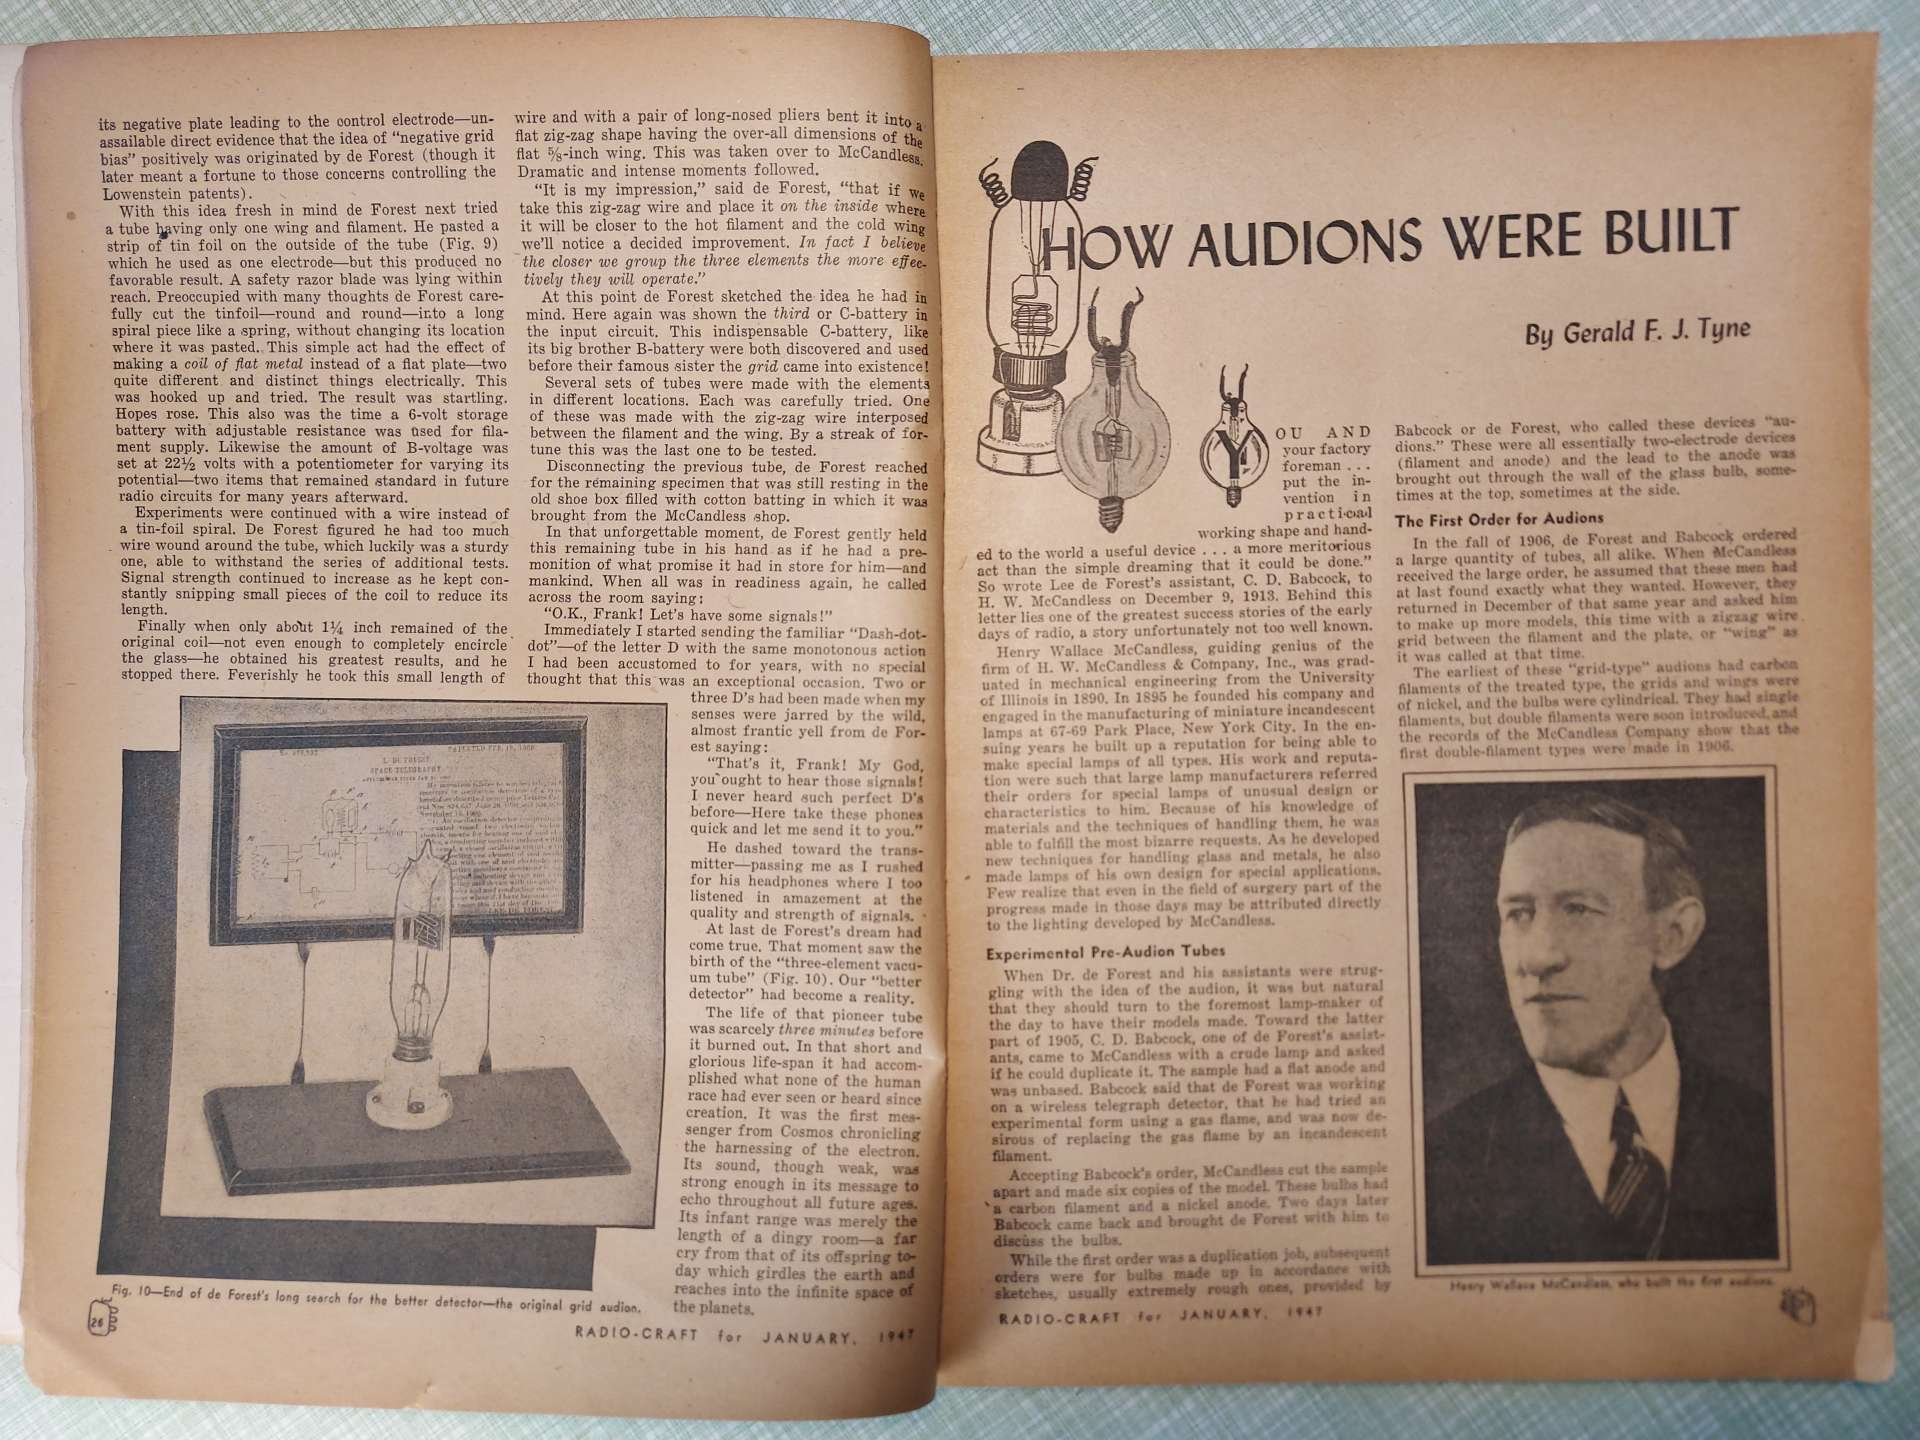 its negative plate leading to the control electrode—un-
assailable direct evidence that the idea of “negative grid
bias” positively was originated by de Forest (though it
later meant a fortune to those concerns controlling the
Lowenstein patents).
With this idea fresh in mind de Forest next tried
a tube having only one wing and filament. He pasted a
strip of tin foil on the outside of the tube (Fig. 9)
which he used as one electrode—but this produced no
favorable result. A safety razor blade was lying within
reach. Preoccupied with many thoughts de Forest care-
fully cut the tinfoil—round and round—into a long
spiral piece like a spring, without changing its location
where it was pasted. This simple act had the effect of
making a coil of flat metal instead of a flat plate—two
quite different and distinct things electrically. This
was hooked up and tried. The result was startling.
Hopes rose. This also was the time a 6-volt storage
battery with adjustable resistance was used for fila-
ment supply. Likewise the amount of B-voltage was
set at 22½ volts with a potentiometer for varying its
potential—two items that remained standard in future
radio circuits for many years afterward.
Experiments were continued with a wire instead of
a tin-foil spiral. De Forest figured he had too much
wire wound around the tube, which luckily was a sturdy
one, able to withstand the series of additional tests.
Signal strength continued to increase as he kept con-
stantly snipping small pieces of the coil to reduce its
length.
Finally when only about 1¼ inch remained of the
original coil—not even enough to completely encircle
the glass—he obtained his greatest results, and he
stopped there. Feverishly he took this small length of
wire and with a pair of long-nosed pliers bent it into a
flat zig-zag shape having the over-all dimensions of the
flat ⅝-inch wing. This was taken over to McCandless.
Dramatic and intense moments followed.
“It is my impression,” said de Forest, “that if we
take this zig-zag wire and place it on the inside where
it will be closer to the hot filament and the cold wing
we'll notice a decided improvement. In fact I believe
the closer we group the three elements the more effec-
tively they will operate.”
At this point de Forest sketched the idea he had in
mind. Here again was shown the third or C-battery in
the input circuit. This indispensable C-battery, like
its big brother B-battery were both discovered and used
before their famous sister the grid came into existence!
Several sets of tubes were made with the elements
in different locations. Each was carefully tried. One
of these was made with the zig-zag wire interposed
between the filament and the wing. By a streak of for-
tune this was the last one to be tested.
Disconnecting the previous tube, de Forest reached
for the remaining specimen that was still resting in the
old shoe box filled with cotton batting in which it was
brought from the McCandless shop.
In that unforgettable moment, de Forest gently held
this remaining tube in his hand as if he had a pre-
monition of what promise it had in store for him—and
mankind. When all was in readiness again, he called
across the room saying:
“O.K., Frank! Let's have some signals!”
Immediately I started sending the familiar “Dash-dot-
dot”—of the letter D with the same monotonous action
I had been accustomed to for years, with no special
thought that this was an exceptional occasion. Two or
three D's had been made when my
senses were jarred by the wild,
almost frantic yell from de For-
est saying:
“That's it, Frank! My God,
you ought to hear those signals!
I never heard such perfect D's
before—Here take these phones
quick and let me send it to you.”
He dashed toward the trans-
mitter—passing me as I rushed
for his headphones where I too
listened in amazement at the
quality and strength of signals.
At last de Forest's dream had
come true. That moment saw the
birth of the “three-element vacu-
um tube” (Fig. 10). Our “better
detector” had become a reality.
The life of that pioneer tube
was scarcely three minutes before
it burned out. In that short and
glorious life-span it had accom-
plished what none of the human
race had ever seen or heard since
creation. It was the first mes-
senger from Cosmos chronicling
the harnessing of the electron.
Its sound, though weak, was
strong enough in its message to
echo throughout all future ages.
Its infant range was merely the
length of a dingy room—a far
cry from that of its offspring to-
day which girdles the earth and
reaches into the infinite space of
the planets.
PATENTED FEB. 18, 1908.
L. DE FOREST
SPACE TELEGRAPHY
Fig. 10—End of de Forest's long search for the better detector—the original grid audion.
26
RADIO-CRAFT for JANUARY, 1947
HOW AUDIONS WERE BUILT
By Gerald F. J. Tyne
YOU AND
your factory
foreman . . .
put the in-
vention in
practical
working shape and hand-
ed to the world a useful device . . . a more meritorious
act than the simple dreaming that it could be done.”
So wrote Lee de Forest's assistant, C. D. Babcock, to
H. W. McCandless on December 9, 1913. Behind this
letter lies one of the greatest success stories of the early
days of radio, a story unfortunately not too well known.
Henry Wallace McCandless, guiding genius of the
firm of H. W. McCandless & Company, Inc., was grad-
uated in mechanical engineering from the University
of Illinois in 1890. In 1895 he founded his company and
engaged in the manufacturing of miniature incandescent
lamps at 67-69 Park Place, New York City. In the en-
suing years he built up a reputation for being able to
make special lamps of all types. His work and reputa-
tion were such that large lamp manufacturers referred
their orders for special lamps of unusual design or
characteristics to him. Because of his knowledge of
materials and the techniques of handling them, he was
able to fulfill the most bizarre requests. As he developed
new techniques for handling glass and metals, he also
made lamps of his own design for special applications.
Few realize that even in the field of surgery part of the
progress made in those days may be attributed directly
to the lighting developed by McCandless.
Experimental Pre-Audion Tubes
When Dr. de Forest and his assistants were strug-
gling with the idea of the audion, it was but natural
that they should turn to the foremost lamp-maker of
the day to have their models made. Toward the latter
part of 1905, C. D. Babcock, one of de Forest's assist-
ants, came to McCandless with a crude lamp and asked
if he could duplicate it. The sample had a flat anode and
was unbased. Babcock said that de Forest was working
on a wireless telegraph detector, that he had tried an
experimental form using a gas flame, and was now de-
sirous of replacing the gas flame by an incandescent
filament.
Accepting Babcock's order, McCandless cut the sample
apart and made six copies of the model. These bulbs had
a carbon filament and a nickel anode. Two days later
Babcock came back and brought de Forest with him to
discuss the bulbs.
While the first order was a duplication job, subsequent
orders were for bulbs made up in accordance with
sketches, usually extremely rough ones, provided by
Babcock or de Forest, who called these devices “au-
dions.” These were all essentially two-electrode devices
(filament and anode) and the lead to the anode was
brought out through the wall of the glass bulb, some-
times at the top, sometimes at the side.
The First Order for Audions
In the fall of 1906, de Forest and Babcock ordered
a large quantity of tubes, all alike. When McCandless
received the large order, he assumed that these men had
at last found exactly what they wanted. However, they
returned in December of that same year and asked him
to make up more models, this time with a zigzag wire
grid between the filament and the plate, or “wing” as
it was called at that time.
The earliest of these “grid-type” audions had carbon
filaments of the treated type, the grids and wings were
of nickel, and the bulbs were cylindrical. They had single
filaments, but double filaments were soon introduced, and
the records of the McCandless Company show that the
first double-filament types were made in 1906.
Henry Wallace McCandless, who built the first audions.
RADIO-CRAFT for JANUARY, 1947